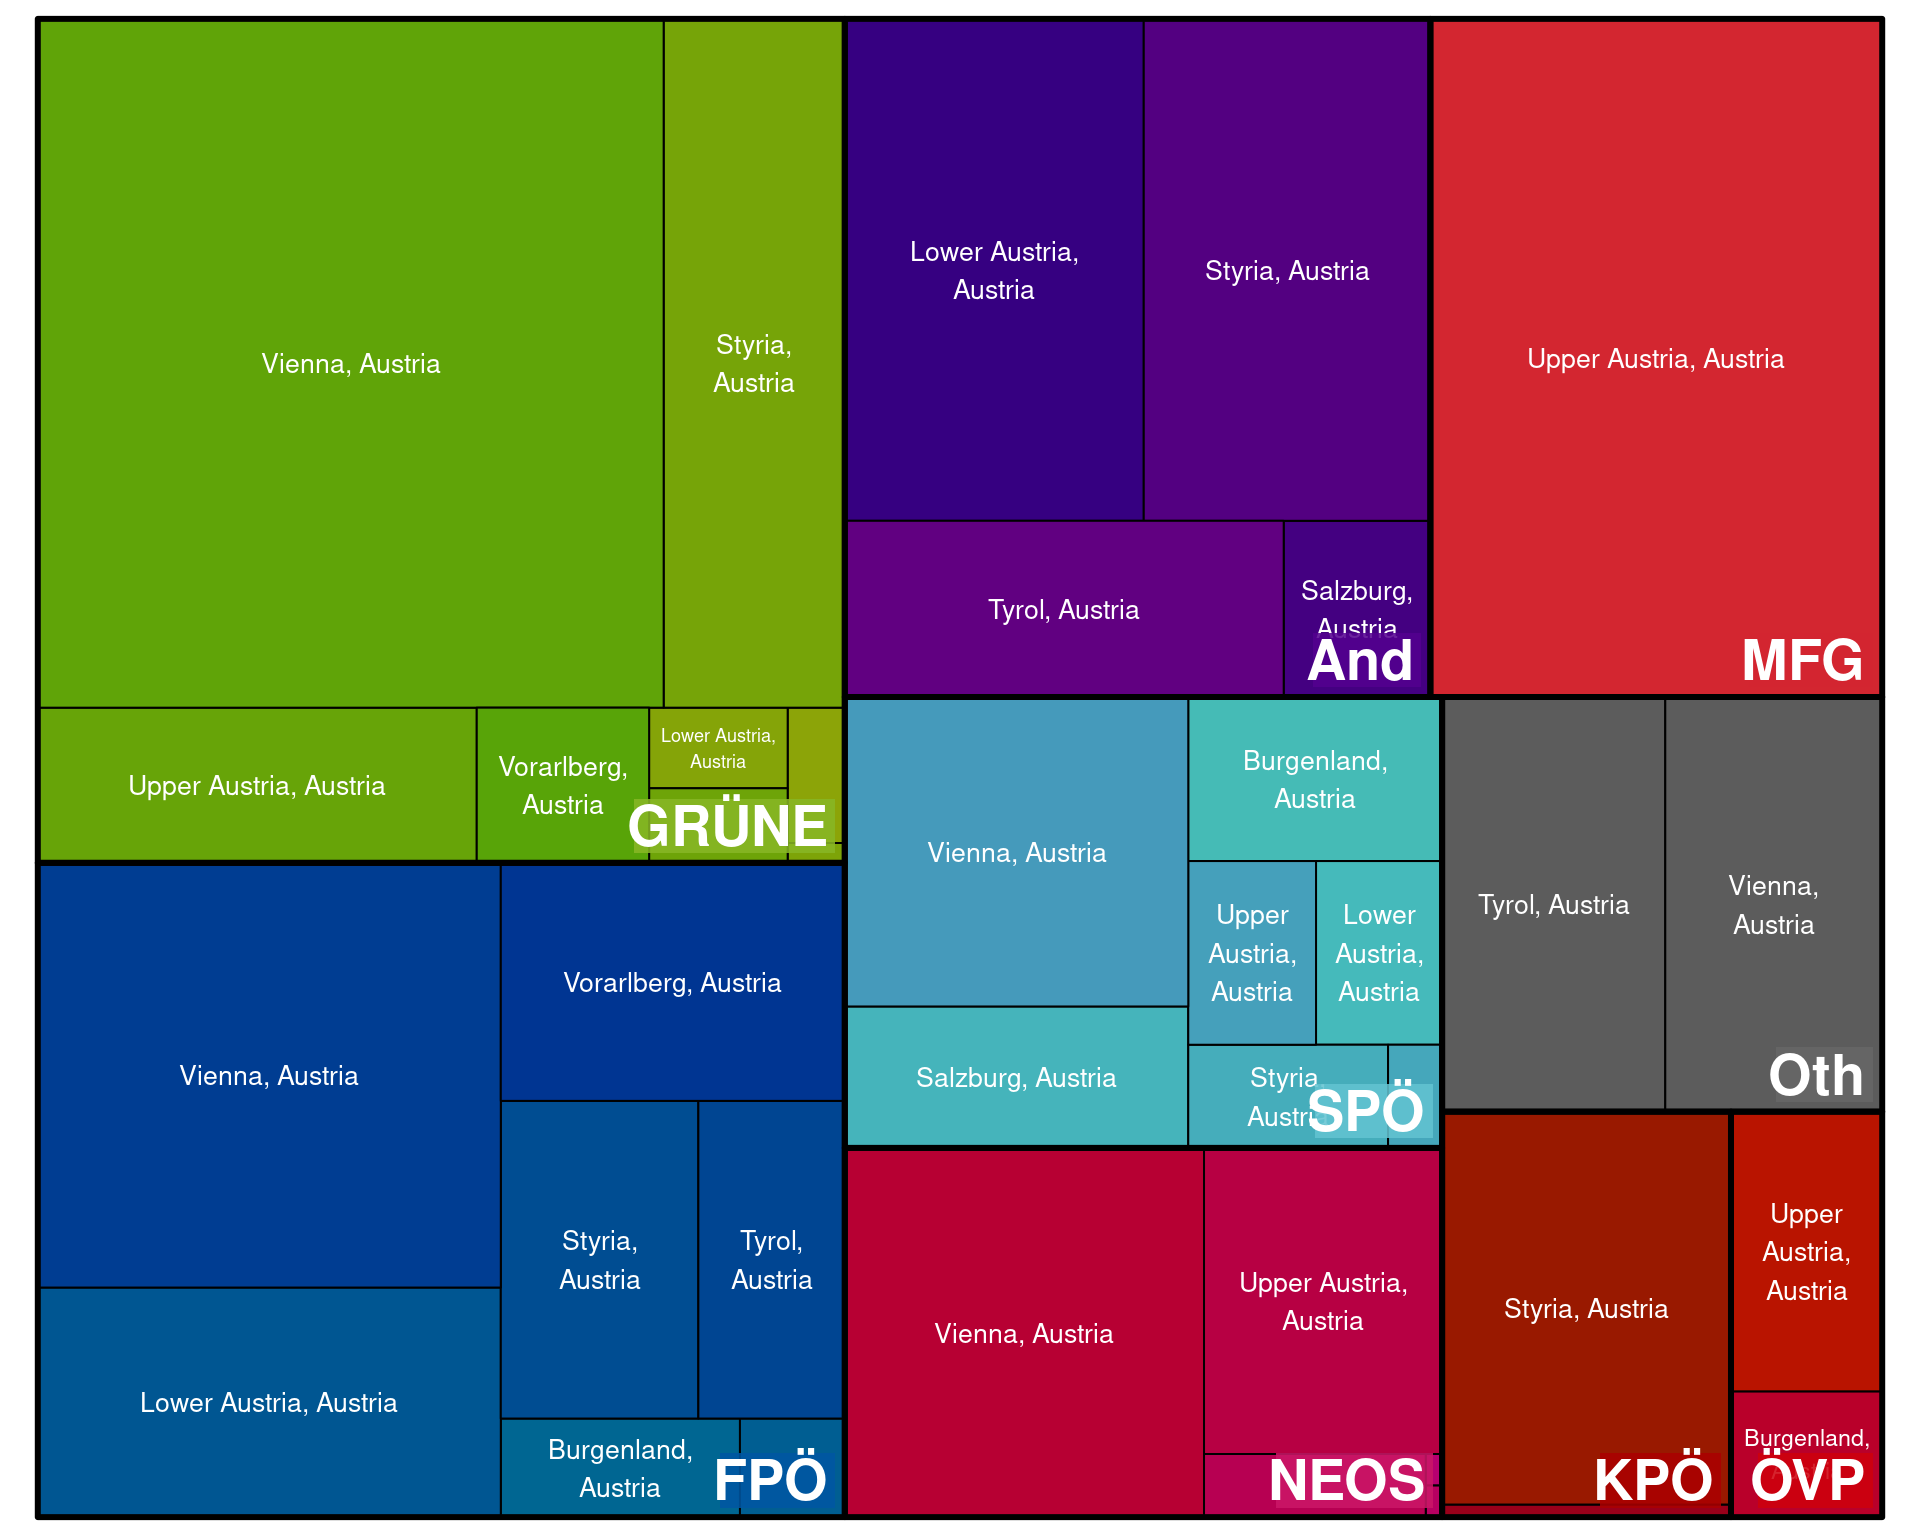 Vienna, Austria
Styria,
Austria
Upper Austria, Austria
Vorarlberg,
Austria
Lower Austria,
Austria
GRÜNE
Vienna, Austria
Vorarlberg, Austria
Styria,
Austria
Tyrol,
Austria
Lower Austria, Austria
Burgenland,
Austria
FPÖ
Lower Austria,
Austria
Styria, Austria
Tyrol, Austria
Salzburg,
Austria
And
Upper Austria, Austria
MFG
Vienna, Austria
Burgenland,
Austria
Upper
Austria,
Austria
Lower
Austria,
Austria
Salzburg, Austria
Styria,
Austria
SPÖ
Vienna, Austria
Upper Austria,
Austria
NEOS
Tyrol, Austria
Vienna,
Austria
Oth
Styria, Austria
KPÖ
Upper
Austria,
Austria
Burgenland,
ÖVP